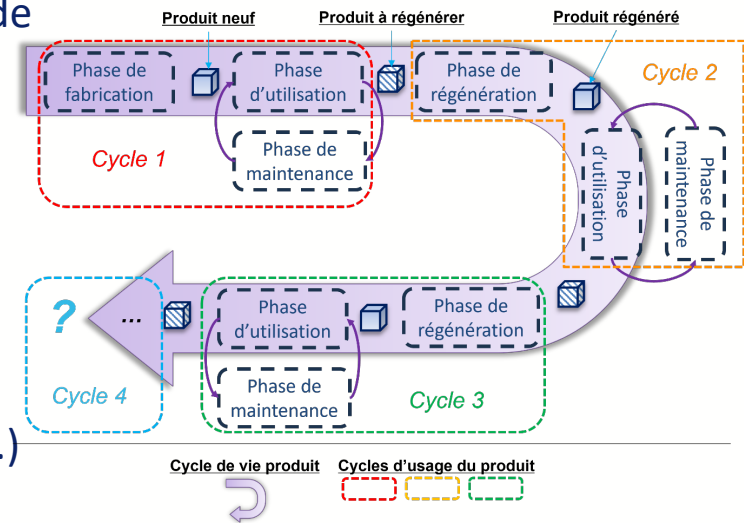 de
Produit neuf
Produit à régénérer
Produit régénéré
Phase de
fabrication
Phase
d’utilisation
Phase de
régénération
Cycle 2
Cycle 1
Phase de
maintenance
Phase
d’utilisation
Phase de
maintenance
?
...
Phase
d’utilisation
Phase de
régénération
Cycle 4
Phase de
maintenance
Cycle 3
.)
Cycle de vie produit
Cycles d’usage du produit